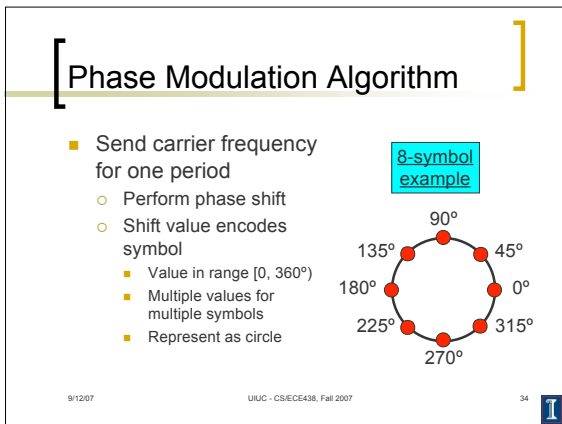 Phase Modulation Algorithm
Send carrier frequency
for one period
Perform phase shift
Shift value encodes
symbol
Value in range [0, 360º)
Multiple values for
multiple symbols
Represent as circle
8-symbol
example
90º
135º
45º
180º
0º
225º
315º
270º
9/12/07
UIUC - CS/ECE438, Fall 2007
34
I